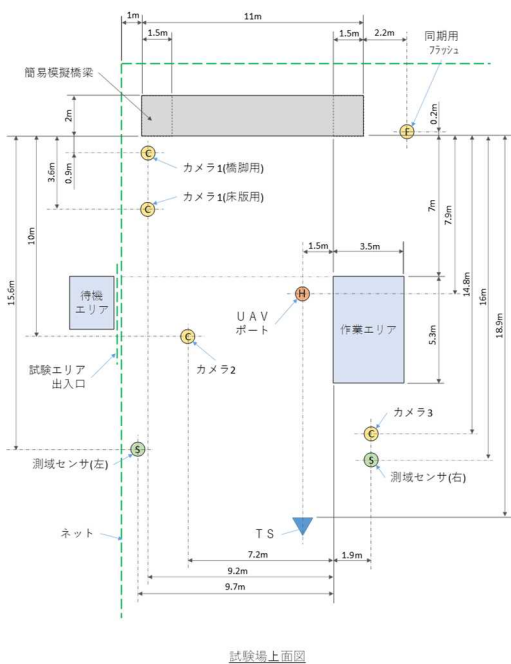 1m
11m
1.5m
1.5m
2.2m
同期用
フラッシュ
簡易模擬橋梁
2m
F
0.2m
C
カメラ1(橋脚用)
0.9m
3.6m
C
カメラ1(床版用)
10m
15.6m
7m
7.9m
14.8m
16m
18.9m
1.5m
3.5m
待機
エリア
H
UAV
ポート
作業エリア
5.3m
C
カメラ2
試験エリア
出入口
カメラ3
C
S
測域センサ(左)
S
測域センサ(右)
ネット
TS
7.2m
1.9m
9.2m
9.7m
試験場上面図